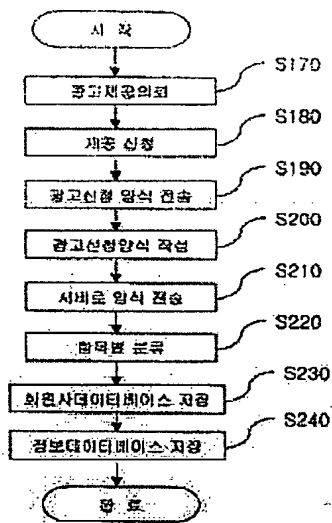 시 작
S170
광고제공의뢰
S180
제공 신청
S190
광고신청 양식 전송
S200
광고신청양식 작성
S210
서버로 양식 전송
S220
항목별 분류
S230
회원사데이터베이스 저장
S240
정보데이터베이스 저장
완 료